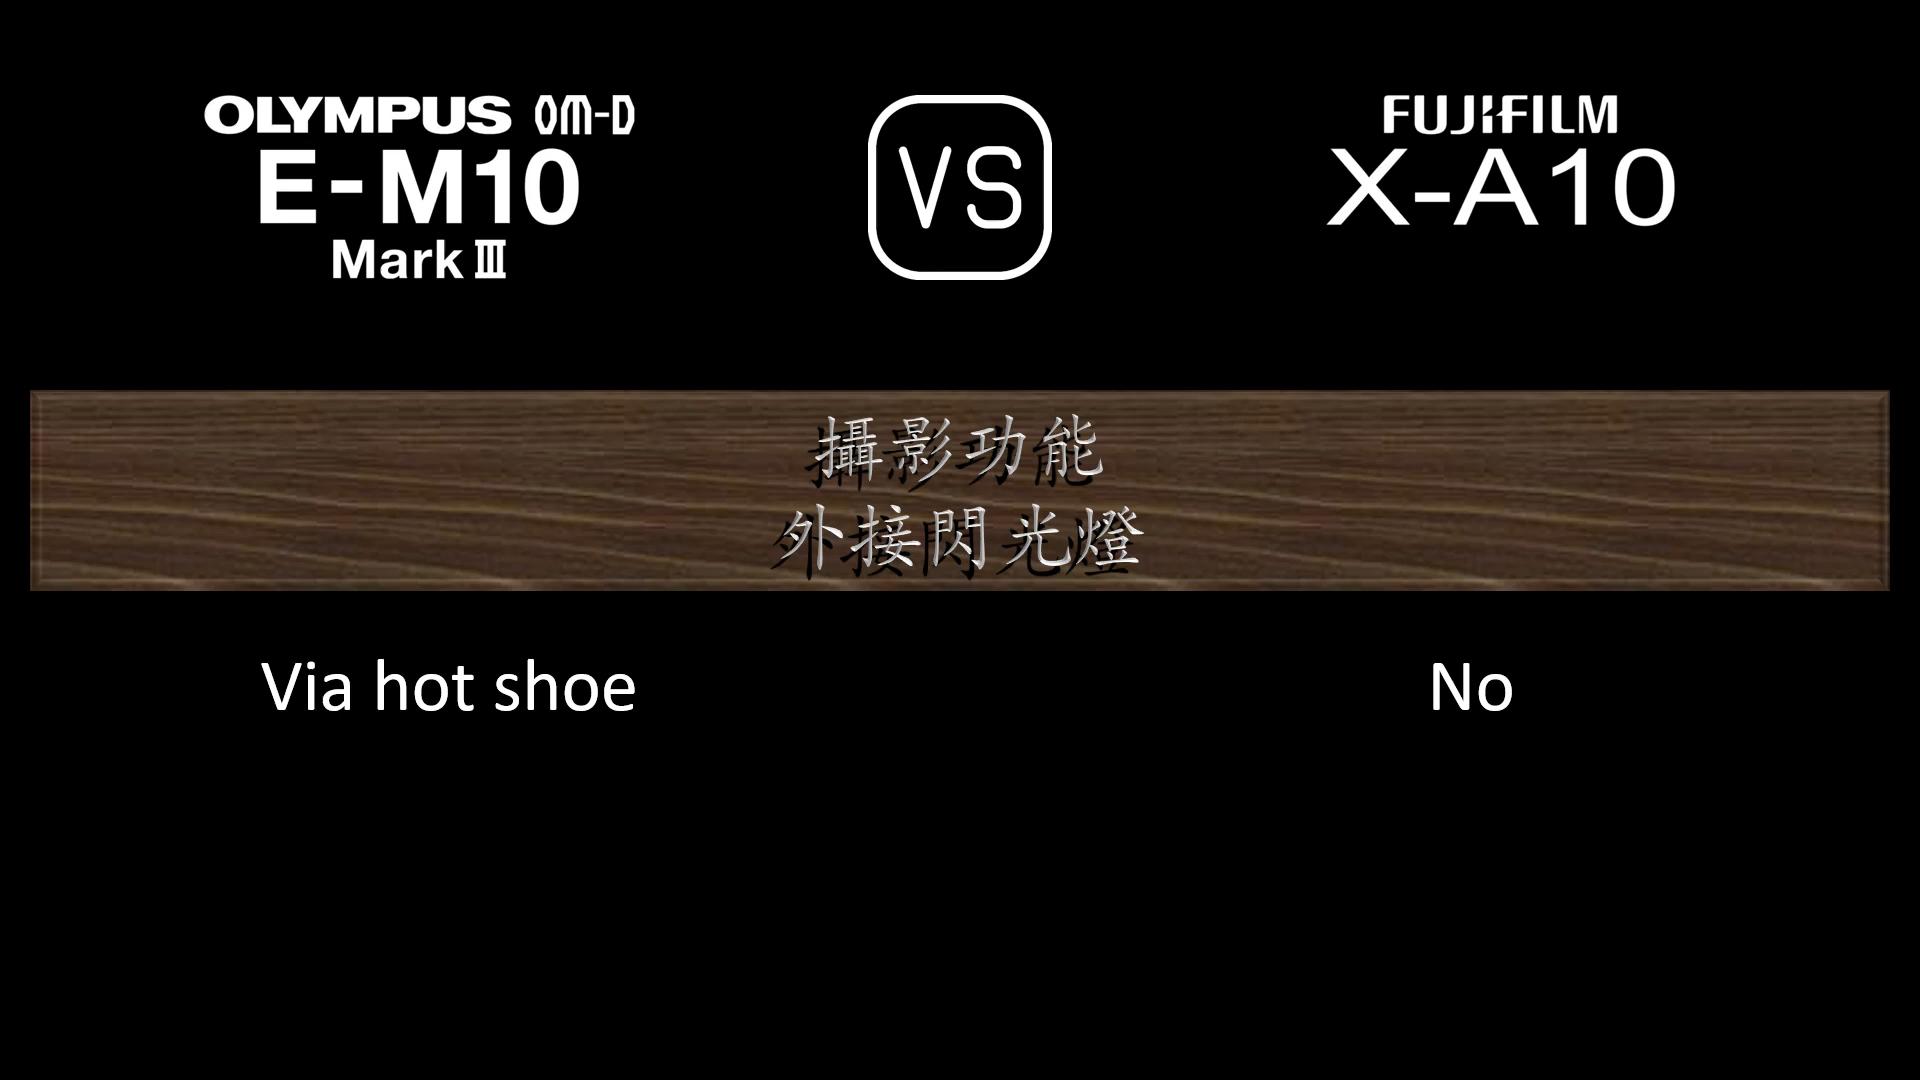 OLYMPUS OM-D
E-M10
Mark III
VS
FUJIFILM
X-A10
攝影功能
外接閃光燈
Via hot shoe
No